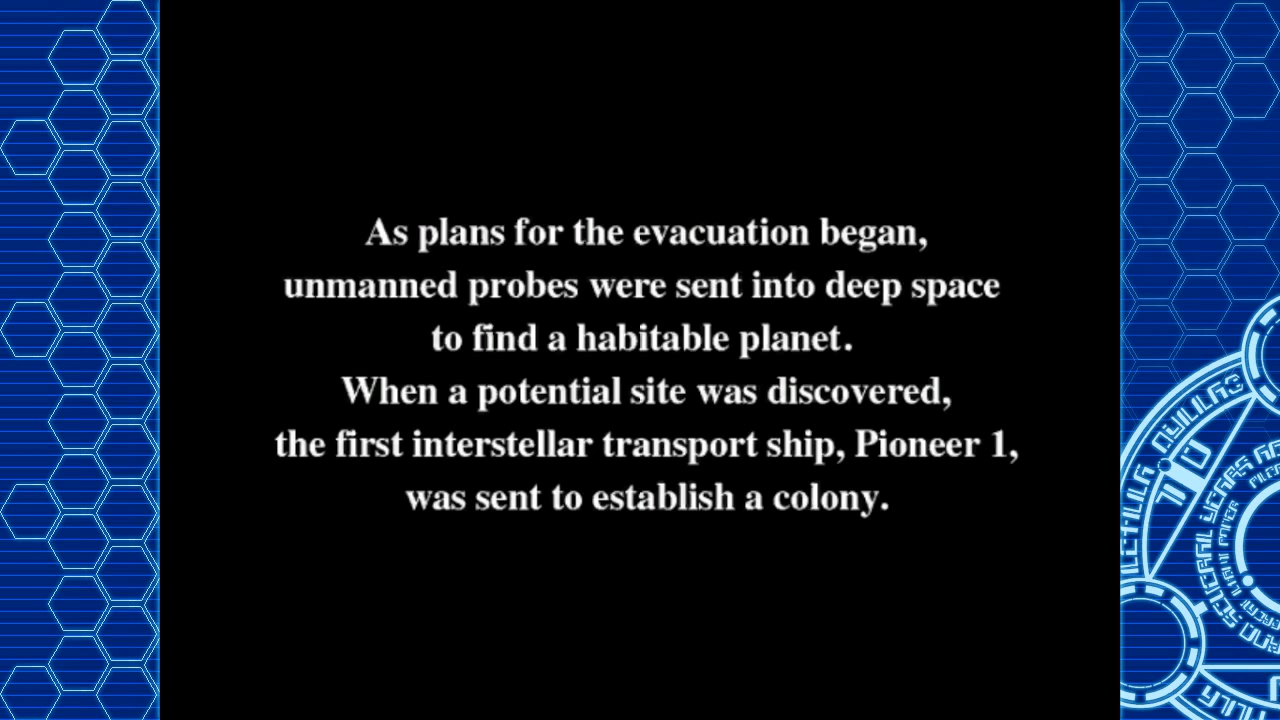 As plans for the evacuation began,
unmanned probes were sent into deep space
to find a habitable planet.
When a potential site was discovered,
the first interstellar transport ship, Pioneer 1,
was sent to establish a colony.